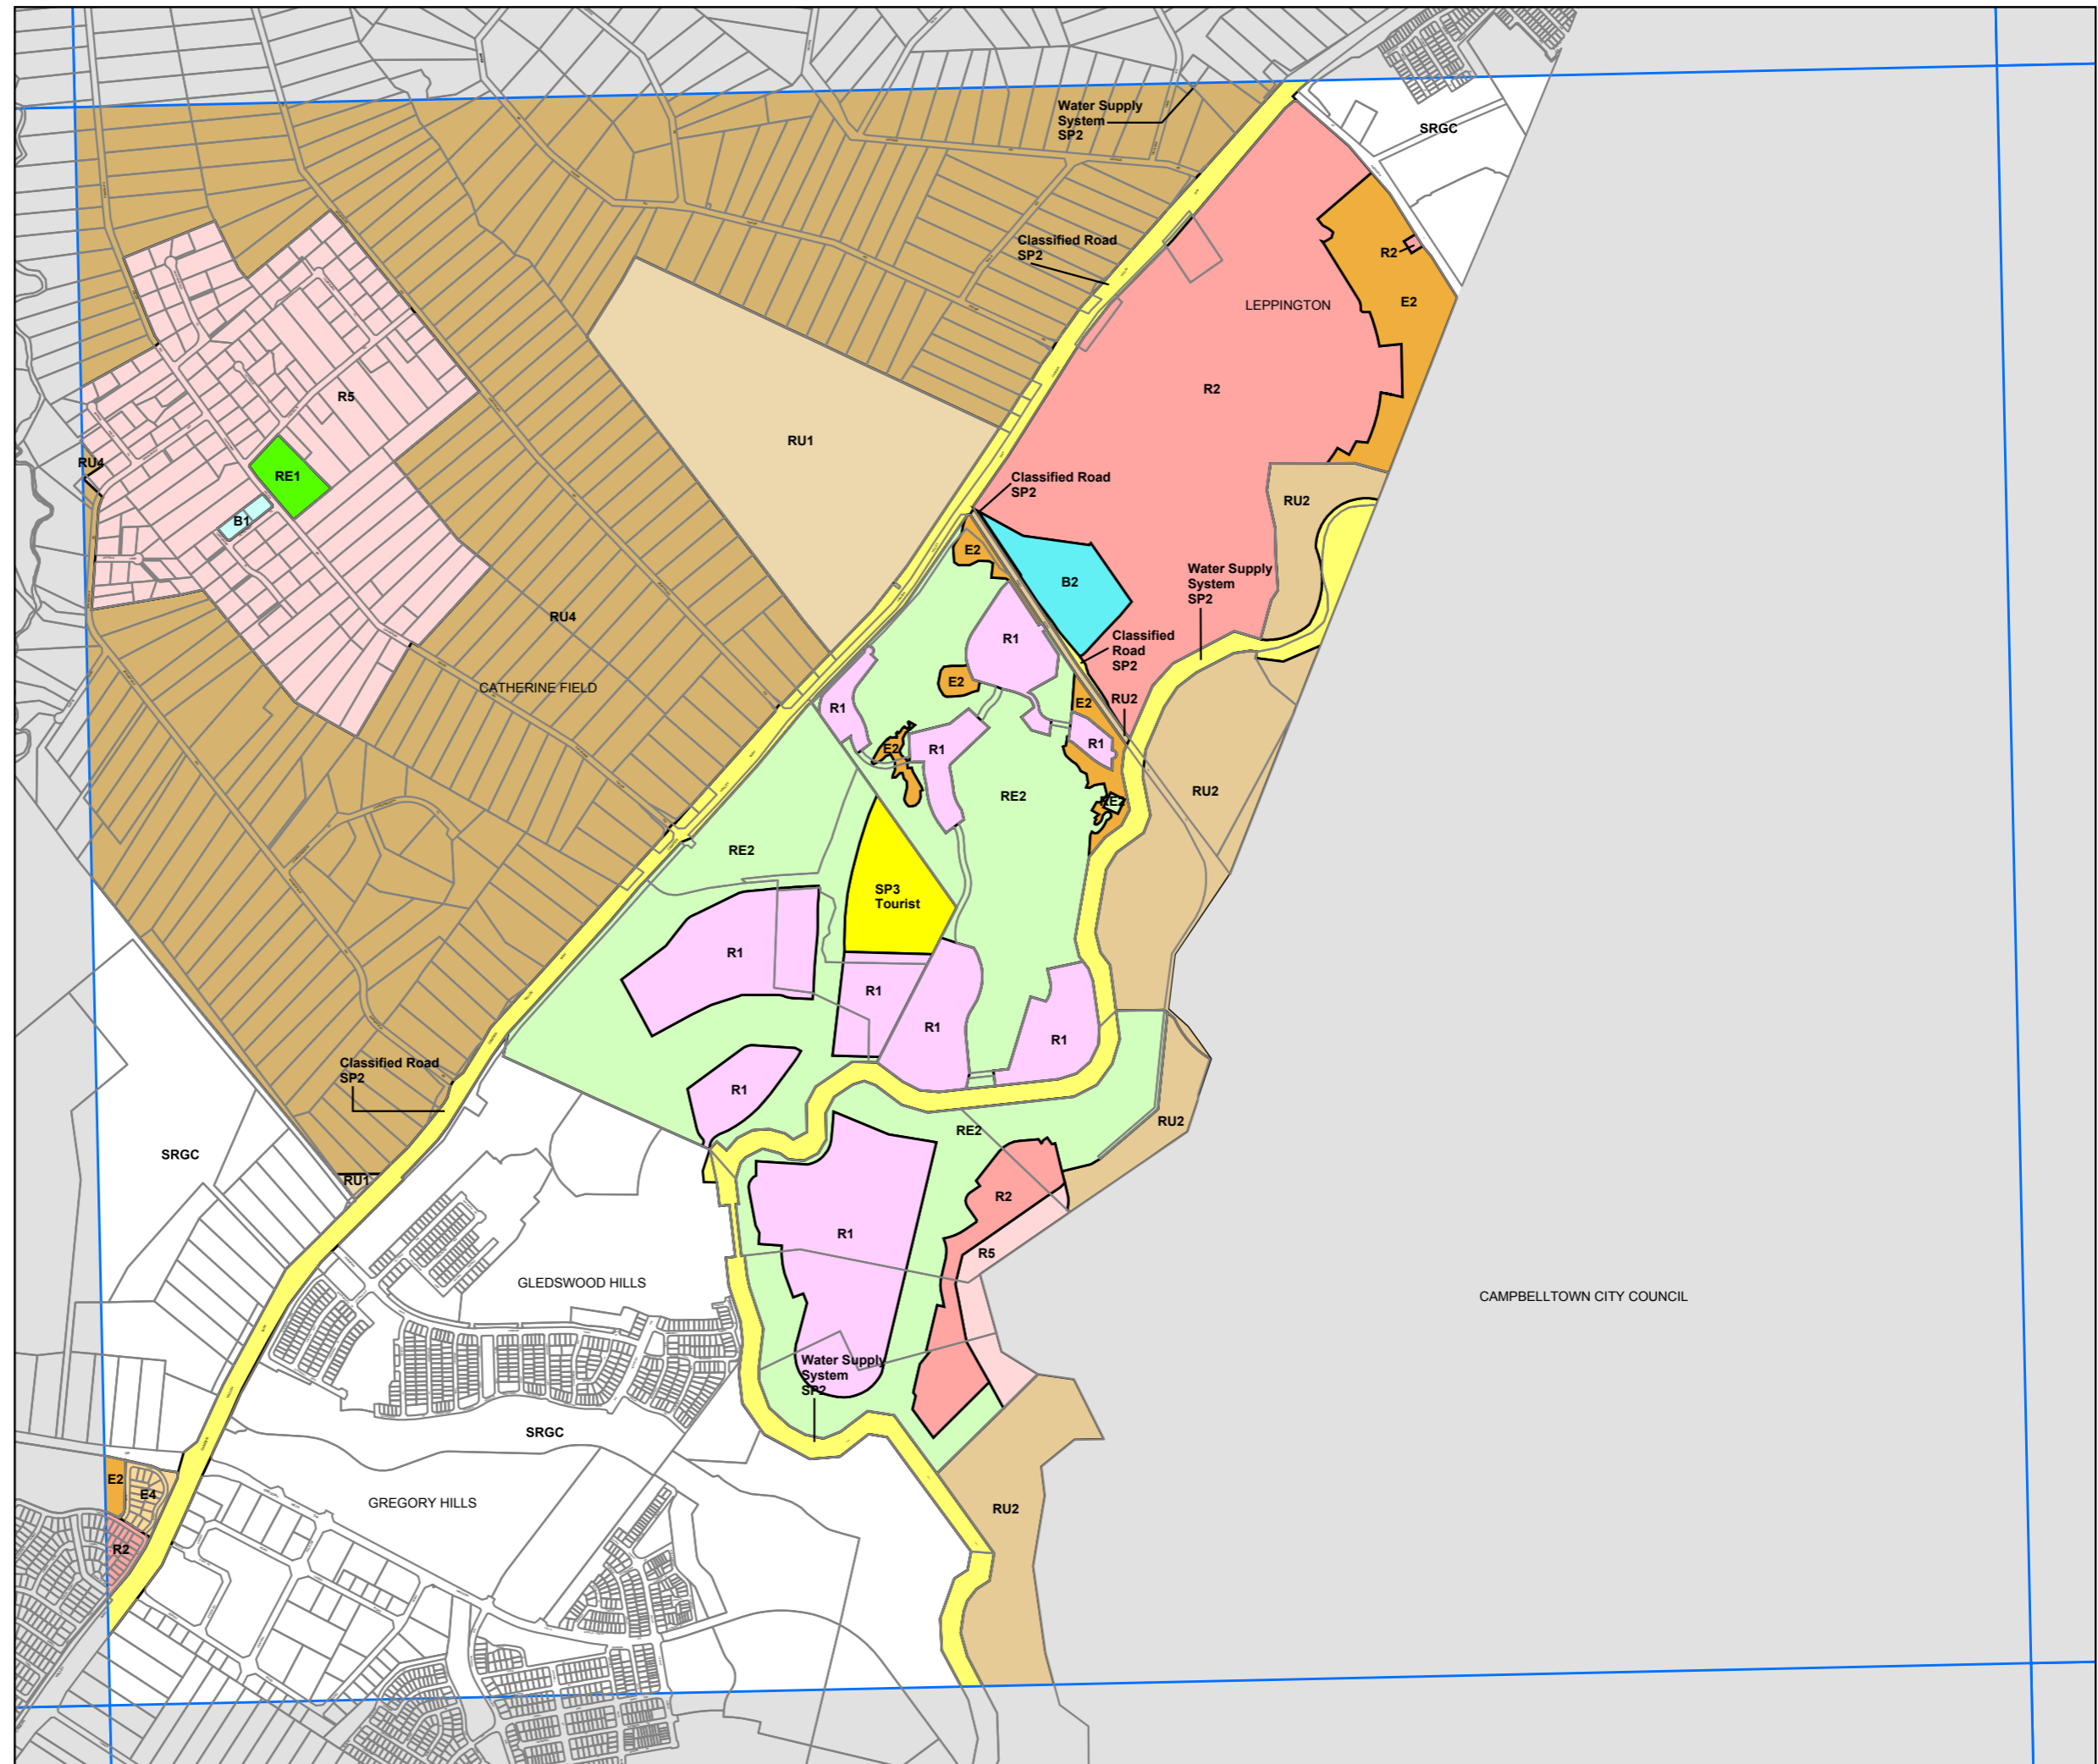 Water Supply
System
SP2
SRGC
Classified Road
SP2
R2
E2
LEPPINGTON
R2
R5
RU1
RU4
RE1
B1
Classified Road
SP2
RU2
E2
B2
Water Supply
System
SP2
RU4
R1
Classified
Road
SP2
E2
CATHERINE FIELD
E2
RU2
R1
E2
R1
R1
RU2
RE2
RE2
RE2
SP3
Tourist
R1
R1
R1
R1
Classified Road
SP2
R1
RU2
RE2
SRGC
RU1
R2
R1
R5
GLEDSWOOD HILLS
CAMPBELLTOWN CITY COUNCIL
Water Supply
System
SP2
SRGC
E2
E4
GREGORY HILLS
RU2
R2